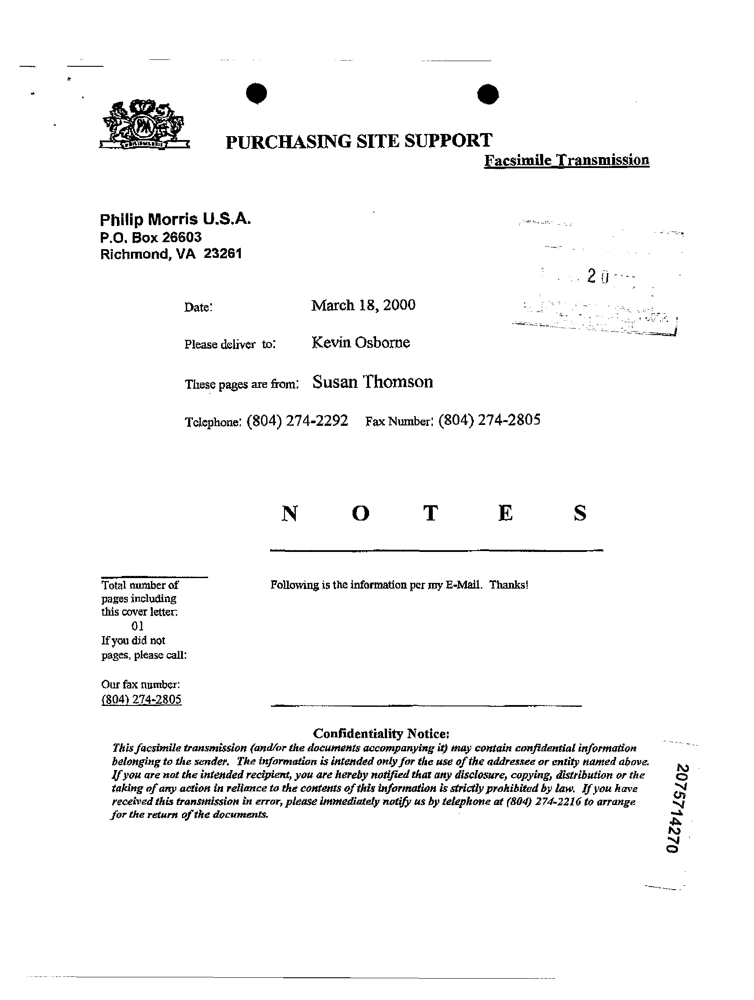 PURCHASING SITE SUPPORT
Facsimile Transmission
Philip Morris U.S.A.
P.O. Box 26603
Richmond, VA 23261
20
Date: March 18, 2000
Please deliver to: Kevin Osborne
These pages are from: Susan Thomson
Telephone: (804) 274-2292 Fax Number: (804) 274-2805
N O T E S
Total number of
pages including
this cover letter:
01
If you did not
pages, please call:
Our fax number:
(804) 274-2805
Following is the information per my E-Mail. Thanks!
Confidentiality Notice:
This facsimile transmission (and/or the documents accompanying it) may contain confidential information
belonging to the sender. The information is intended only for the use of the addressee or entity named above.
If you are not the intended recipient, you are hereby notified that any disclosure, copying, distribution or the
taking of any action in reliance to the contents of this information is strictly prohibited by law. If you have
received this transmission in error, please immediately notify us by telephone at (804) 274-2216 to arrange
for the return of the documents.
2075714270